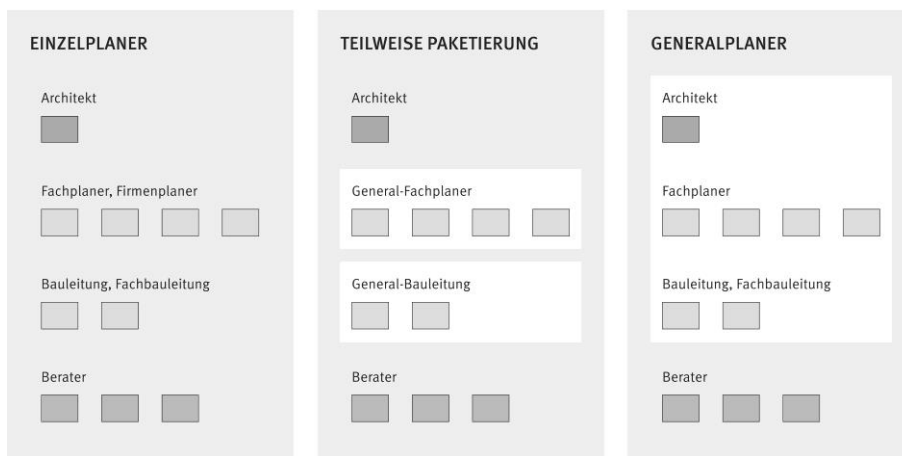 EINZELPLANER
Architekt
Fachplaner, Firmenplaner
Bauleitung, Fachbauleitung
Berater
TEILWEISE PAKETIERUNG
Architekt
General-Fachplaner
General-Bauleitung
Berater
GENERALPLANER
Architekt
Fachplaner
Bauleitung, Fachbauleitung
Berater